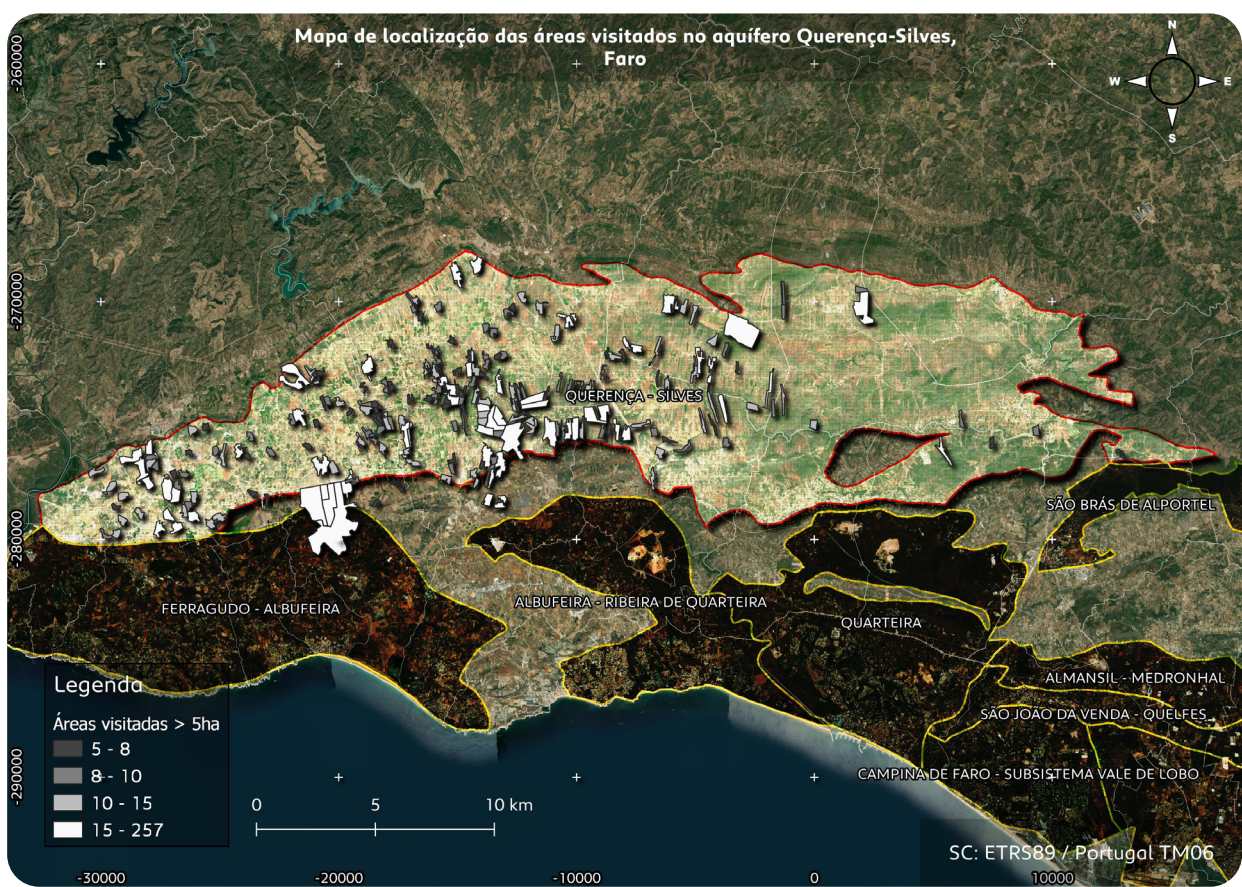 Mapa de localização das áreas visitados no aquífero Querença-Silves,
Faro
N
W
E
S
-260000
-270000
-280000
-290000
QUERENÇA - SILVES
SÃO BRÁS DE ALPORTEL
FERRAGUDO - ALBUFEIRA
ALBUFEIRA - RIBEIRA DE QUARTEIRA
QUARTEIRA
ALMANSIL - MEDRONHAL
SÃO JOÃO DA VENDA - QUELFES
CAMPINA DE FARO - SUBSISTEMA VALE DE LOBO
Legenda
Áreas visitadas > 5ha
5 - 8
8 - 10
10 - 15
15 - 257
0 5 10 km
SC: ETRS89 / Portugal TM06
-30000 -20000 -10000 0 10000